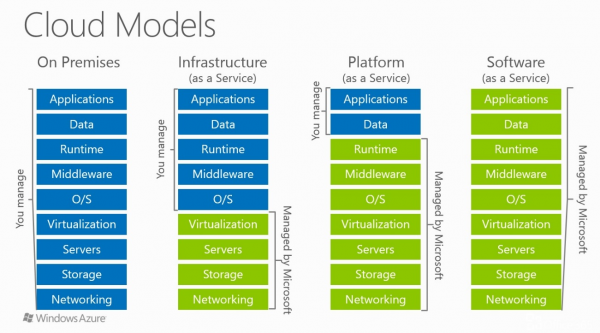 Cloud Models
On Premises
You manage
Applications
Data
Runtime
Middleware
O/S
Virtualization
Servers
Storage
Networking
Infrastructure
(as a Service)
You manage
Applications
Data
Runtime
Middleware
O/S
Virtualization
Servers
Storage
Networking
Managed by Microsoft
Platform
(as a Service)
You manage
Applications
Data
Runtime
Middleware
O/S
Virtualization
Servers
Storage
Networking
Managed by Microsoft
Software
(as a Service)
Applications
Data
Runtime
Middleware
O/S
Virtualization
Servers
Storage
Networking
Managed by Microsoft
Windows Azure